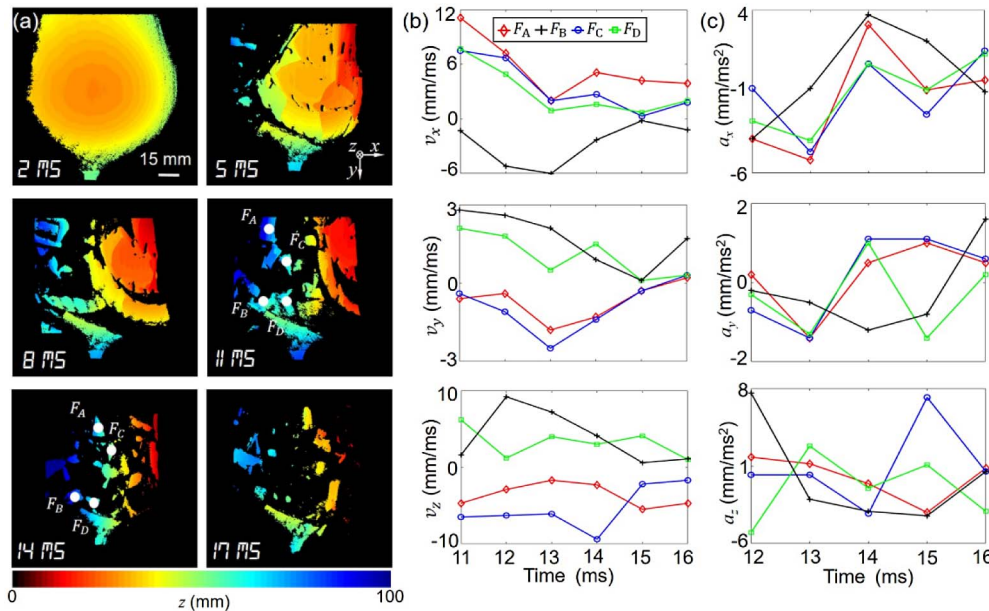 (a)
2 MS
15 mm
5 MS
z
x
y
8 MS
F_A
F_C
F_B
F_D
11 MS
F_A
F_C
F_B
F_D
14 MS
17 MS
0
100
z (mm)
(b)
F_A F_B F_C F_D
12
6
0
-6
v_x (mm/ms)
3
0
-3
v_y (mm/ms)
10
0
-10
v_z (mm/ms)
11 12 13 14 15 16
Time (ms)
(c)
4
-1
-6
a_x (mm/ms²)
2
0
-2
a_y (mm/ms²)
8
1
-6
a_z (mm/ms²)
12 13 14 15 16
Time (ms)